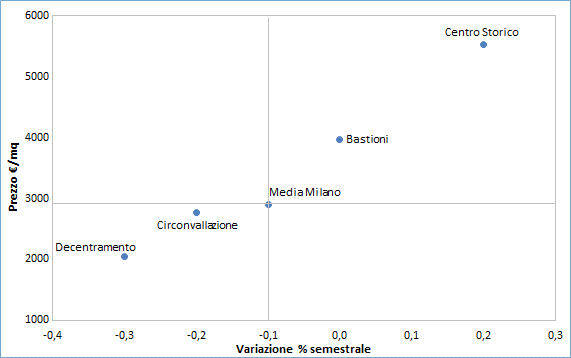 6000
Centro Storico
5000
4000
Bastioni
Prezzo €/mq
3000
Media Milano
Circonvallazione
Decentramento
2000
1000
-0,4 -0,3 -0,2 -0,1 0,0 0,1 0,2 0,3
Variazione % semestrale